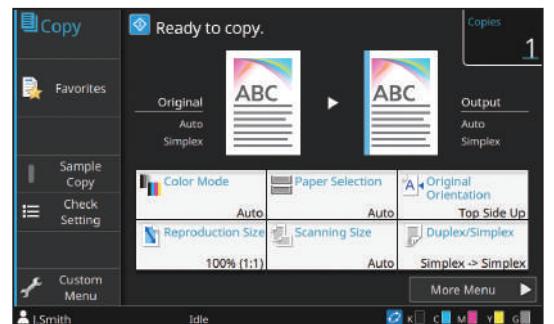 Copy
Ready to copy.
Copies
1
Favorites
Original
ABC
ABC
Output
Auto
Auto
Simplex
Simplex
Sample
Copy
Check
Setting
Color Mode
Auto
Paper Selection
Auto
A
Original
Orientation
Top Side Up
Reproduction Size
100% (1:1)
Scanning Size
Auto
Duplex/Simplex
Simplex -> Simplex
Custom
Menu
More Menu
J.Smith
Idle
K
C
M
Y
G